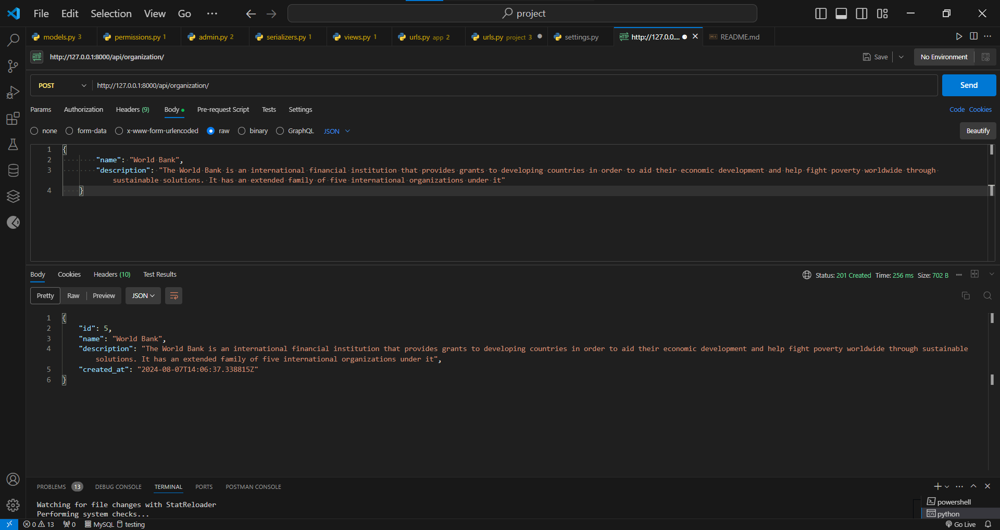 File Edit Selection View Go ··· project
models.py 3 permissions.py 1 admin.py 2 serializers.py 1 views.py 1 urls.py app 2 urls.py project 3 settings.py HTTP http://127.0.0.... README.md
HTTP http://127.0.0.1:8000/api/organization/ Save No Environment
POST http://127.0.0.1:8000/api/organization/ Send
Params Authorization Headers (9) Body Pre-request Script Tests Settings Code Cookies
none form-data x-www-form-urlencoded raw binary GraphQL JSON Beautify
1 {
2 "name": "World Bank",
3 "description": "The World Bank is an international financial institution that provides grants to developing countries in order to aid their economic development and help fight poverty worldwide through
sustainable solutions. It has an extended family of five international organizations under it"
4 }
Body Cookies Headers (10) Test Results Status: 201 Created Time: 256 ms Size: 702 B
Pretty Raw Preview JSON
1 {
2 "id": 5,
3 "name": "World Bank",
4 "description": "The World Bank is an international financial institution that provides grants to developing countries in order to aid their economic development and help fight poverty worldwide through sustainable
solutions. It has an extended family of five international organizations under it",
5 "created_at": "2024-08-07T14:06:37.338815Z"
6 }
PROBLEMS 13 DEBUG CONSOLE TERMINAL PORTS POSTMAN CONSOLE
Watching for file changes with StatReloader
Performing system checks...
powershell
python
0 13 0 MySQL testing Go Live